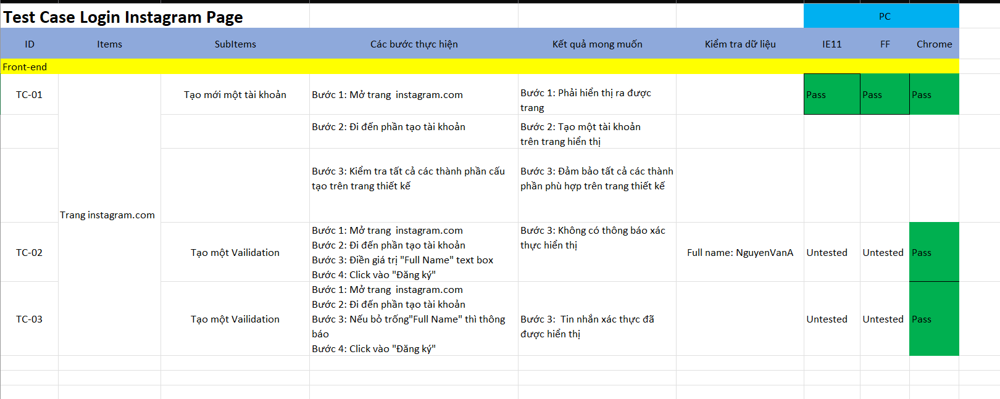 Test Case Login Instagram Page
PC
ID
Items
SubItems
Các bước thực hiện
Kết quả mong muốn
Kiểm tra dữ liệu
IE11
FF
Chrome
Front-end
TC-01
Trang instagram.com
Tạo mới một tài khoản
Bước 1: Mở trang  instagram.com
Bước 1: Phải hiển thị ra được
trang
Pass
Pass
Pass
Bước 2: Đi đến phần tạo tài khoản
Bước 2: Tạo một tài khoản
trên trang hiển thị
Bước 3: Kiểm tra tất cả các thành phần cấu
tạo trên trang thiết kế
Bước 3: Đảm bảo tất cả các thành
phần phù hợp trên trang thiết kế
TC-02
Tạo một Vailidation
Bước 1: Mở trang  instagram.com
Bước 2: Đi đến phần tạo tài khoản
Bước 3: Điền giá trị "Full Name" text box
Bước 4: Click vào "Đăng ký"
Bước 3: Không có thông báo xác
thực hiển thị
Full name: NguyenVanA
Untested
Untested
Pass
TC-03
Tạo một Vailidation
Bước 1: Mở trang  instagram.com
Bước 2: Đi đến phần tạo tài khoản
Bước 3: Nếu bỏ trống"Full Name" thì thông
báo
Bước 4: Click vào "Đăng ký"
Bước 3:  Tin nhắn xác thực đã
được hiển thị
Untested
Untested
Pass